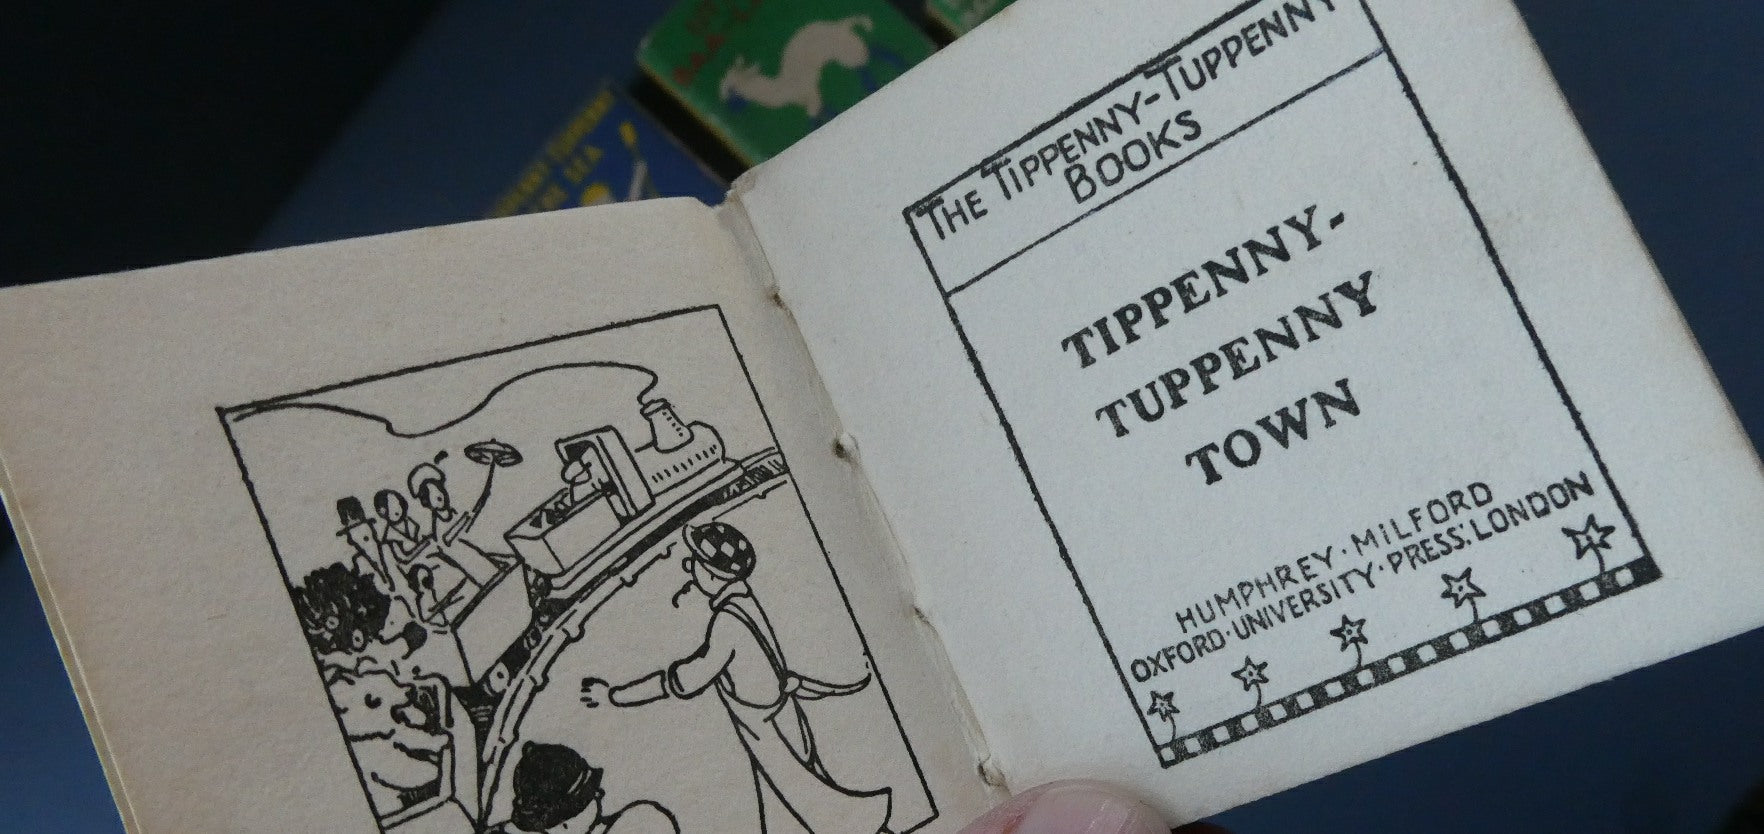 THE TIPPENNY-TUPPENNY
BOOKS
TIPPENNY-
TUPPENNY
TOWN
HUMPHREY·MILFORD
OXFORD·UNIVERSITY·PRESS:LONDON